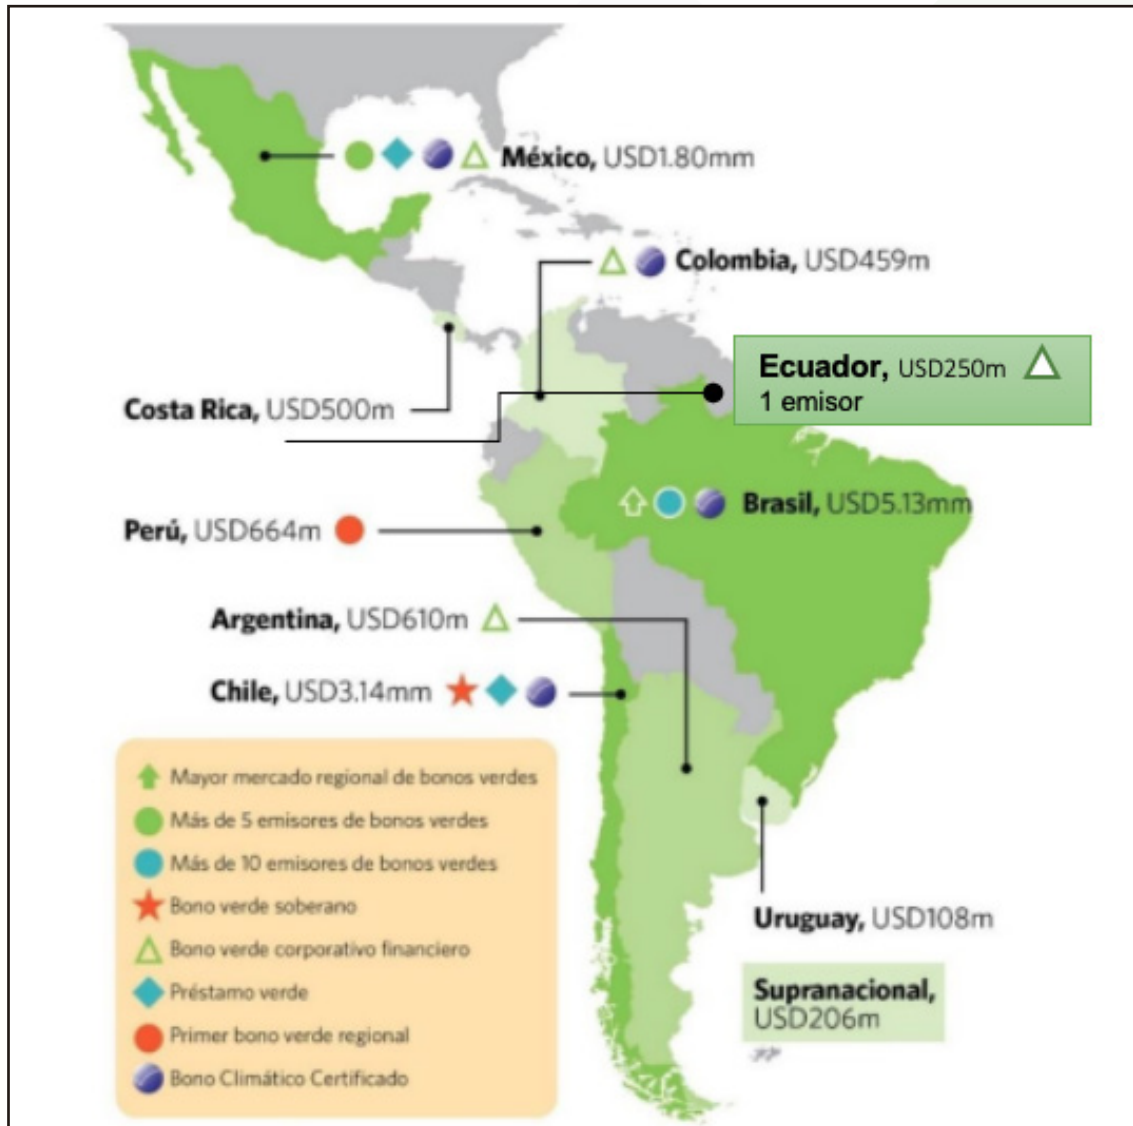 México, USD1.80mm
Colombia, USD459m
Ecuador, USD250m
1 emisor
Costa Rica, USD500m
Brasil, USD5.13mm
Perú, USD664m
Argentina, USD610m
Chile, USD3.14mm
Mayor mercado regional de bonos verdes
Más de 5 emisores de bonos verdes
Más de 10 emisores de bonos verdes
Bono verde soberano
Bono verde corporativo financiero
Préstamo verde
Primer bono verde regional
Bono Climático Certificado
Uruguay, USD108m
Supranacional,
USD206m